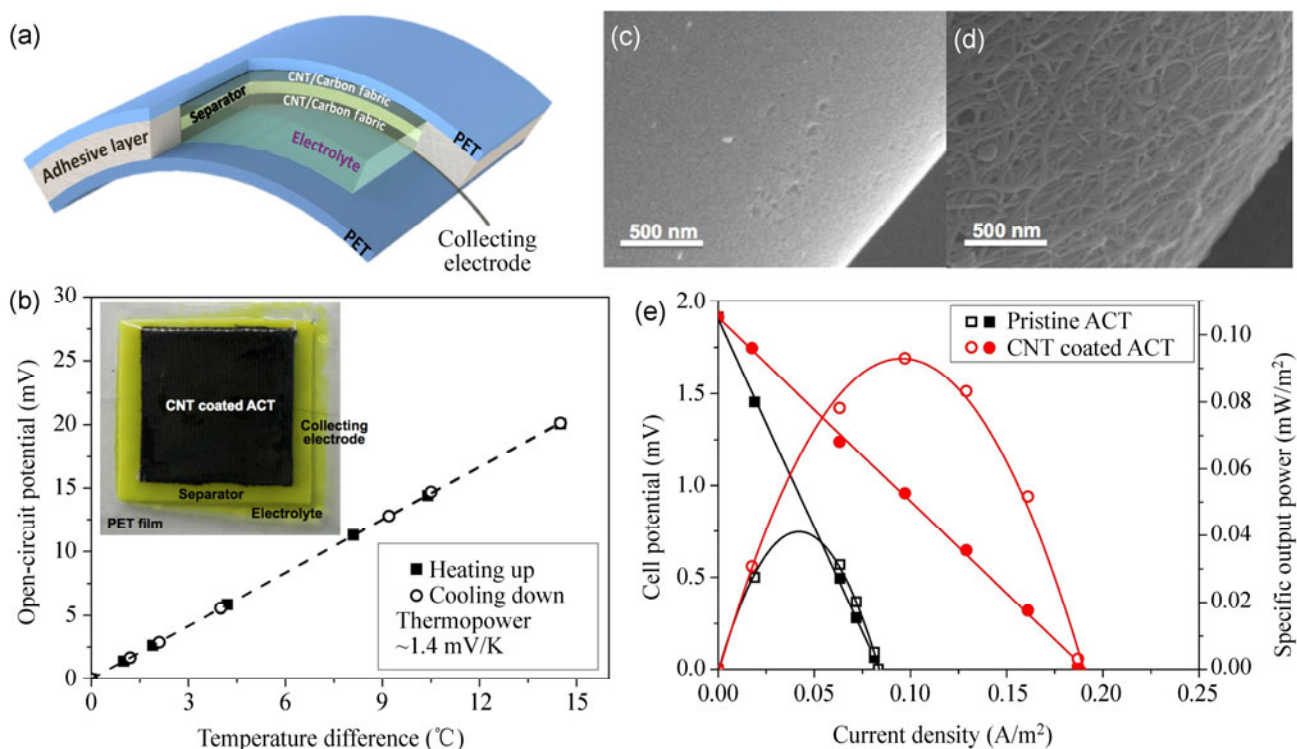 (a)
CNT/Carbon fabric
Separator
CNT/Carbon fabric
PET
Adhesive layer
Electrolyte
PET
Collecting
electrode
(c)
500 nm
(d)
500 nm
(b)
30
25
20
15
10
5
0
Open-circuit potential (mV)
CNT coated ACT
Collecting
electrode
Separator
Electrolyte
PET film
Heating up
Cooling down
Thermopower
~1.4 mV/K
0
3
6
9
12
15
Temperature difference (℃)
(e)
2.0
1.5
1.0
0.5
0.0
Cell potential (mV)
Pristine ACT
CNT coated ACT
0.10
0.08
0.06
0.04
0.02
0.00
Specific output power (mW/m²)
0.00
0.05
0.10
0.15
0.20
0.25
Current density (A/m²)